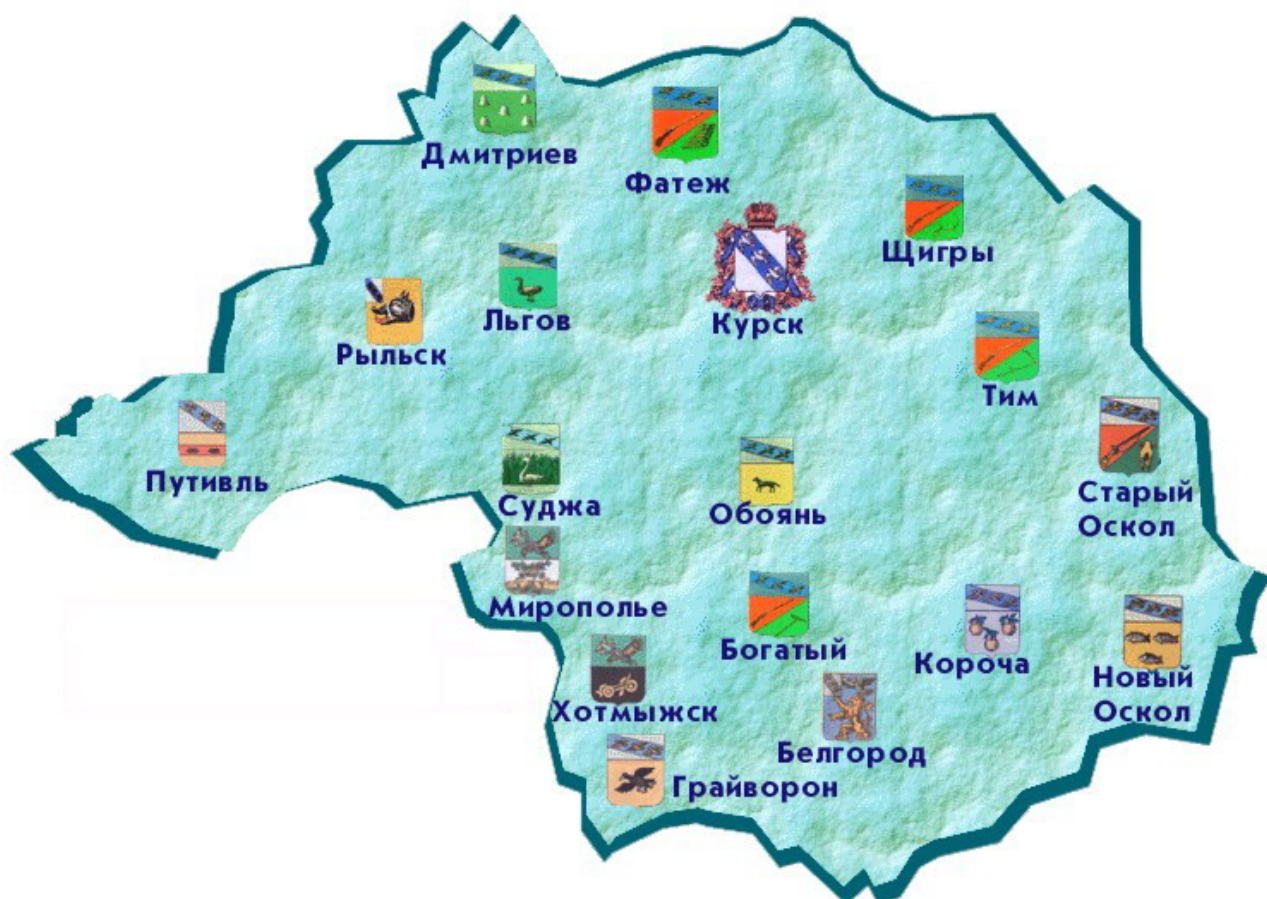 Дмитриев
Фатеж
Щигры
Льгов
Курск
Рыльск
Тим
Путивль
Суджа
Обоянь
Старый
Оскол
Мирополье
Богатый
Короча
Новый
Оскол
Хотмыжск
Белгород
Грайворон